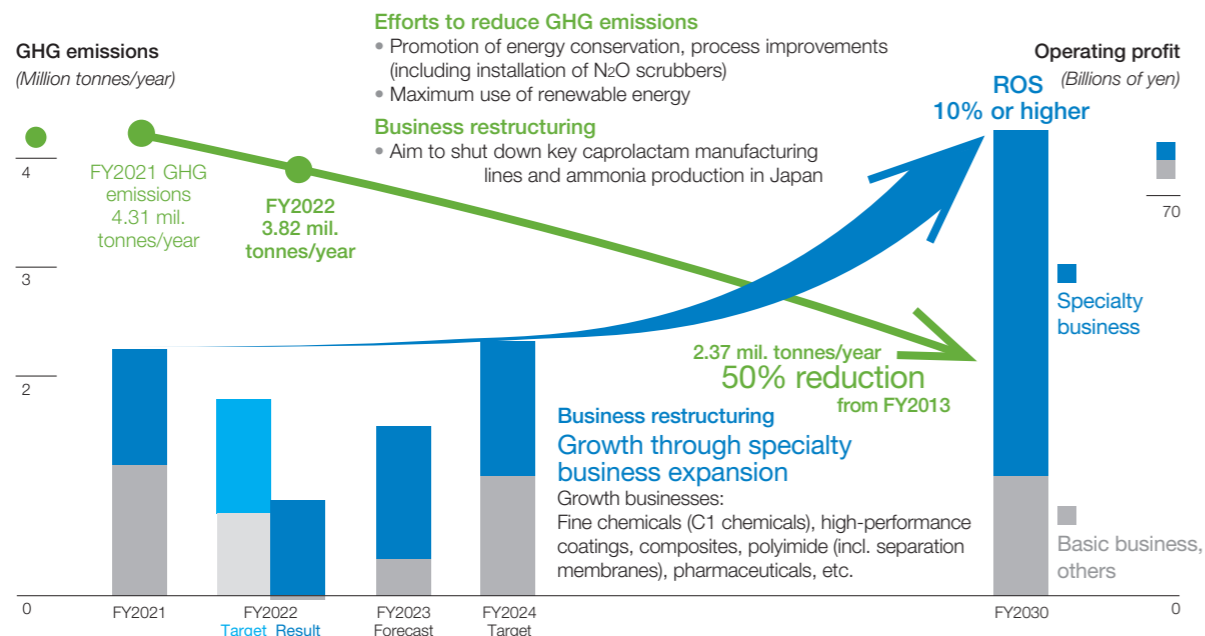 Efforts to reduce GHG emissions
• Promotion of energy conservation, process improvements
(including installation of N2O scrubbers)
• Maximum use of renewable energy
Business restructuring
• Aim to shut down key caprolactam manufacturing
lines and ammonia production in Japan
GHG emissions
(Million tonnes/year)
Operating profit
(Billions of yen)
ROS
10% or higher
4
3
2
0
70
0
FY2021 GHG
emissions
4.31 mil.
tonnes/year
FY2022
3.82 mil.
tonnes/year
2.37 mil. tonnes/year
50% reduction
from FY2013
Specialty
business
Business restructuring
Growth through specialty
business expansion
Growth businesses:
Fine chemicals (C1 chemicals), high-performance
coatings, composites, polyimide (incl. separation
membranes), pharmaceuticals, etc.
Basic business,
others
FY2021
FY2022
Target Result
FY2023
Forecast
FY2024
Target
FY2030